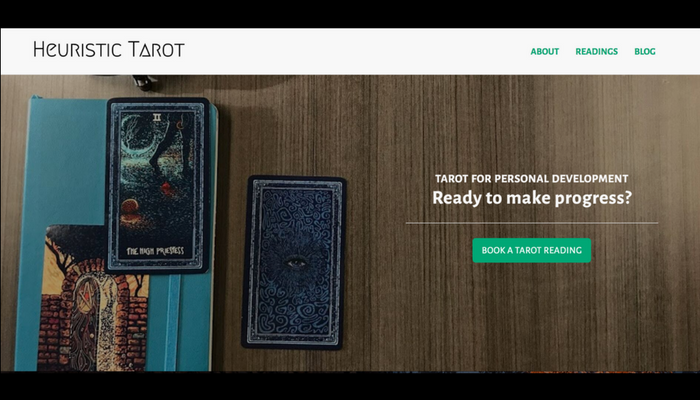 Heuristic Tarot
ABOUT READINGS BLOG
II
THE HIGH PRIESTESS
TAROT FOR PERSONAL DEVELOPMENT
Ready to make progress?
BOOK A TAROT READING